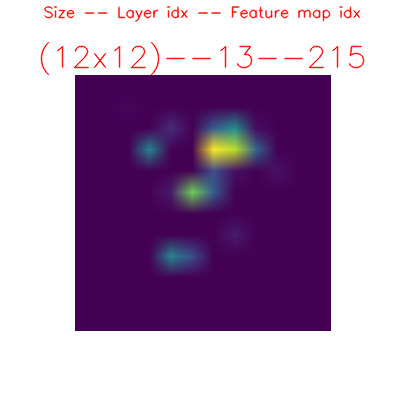 Size -- Layer idx -- Feature map idx
(12x12)--13--215